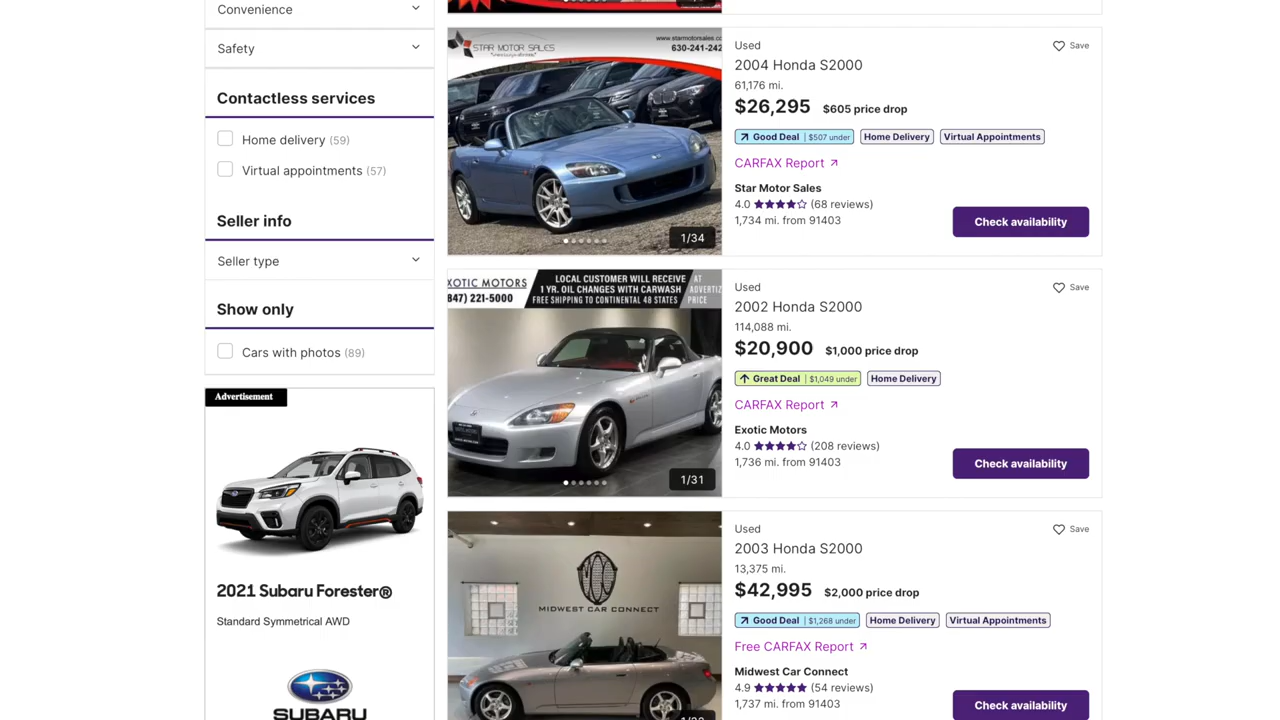 Convenience
Safety
Contactless services
Home delivery (59)
Virtual appointments (57)
Seller info
Seller type
Show only
Cars with photos (89)
Advertisement
2021 Subaru Forester®
Standard Symmetrical AWD
SUBARU
STAR MOTOR SALES
www.starmotorsales.co
630-241-242
1/34
Used
Save
2004 Honda S2000
61,176 mi.
$26,295 $605 price drop
Good Deal | $507 under Home Delivery Virtual Appointments
CARFAX Report
Star Motor Sales
4.0 (68 reviews)
1,734 mi. from 91403
Check availability
XOTIC MOTORS
847) 221-5000
LOCAL CUSTOMER WILL RECEIVE
1 YR. OIL CHANGES WITH CARWASH
FREE SHIPPING TO CONTINENTAL 48 STATES
AT
ADVERTIZ
PRICE
1/31
Used
Save
2002 Honda S2000
114,088 mi.
$20,900 $1,000 price drop
Great Deal | $1,049 under Home Delivery
CARFAX Report
Exotic Motors
4.0 (208 reviews)
1,736 mi. from 91403
Check availability
MIDWEST CAR CONNECT
Used
Save
2003 Honda S2000
13,375 mi.
$42,995 $2,000 price drop
Good Deal | $1,268 under Home Delivery Virtual Appointments
Free CARFAX Report
Midwest Car Connect
4.9 (54 reviews)
1,737 mi. from 91403
Check availability